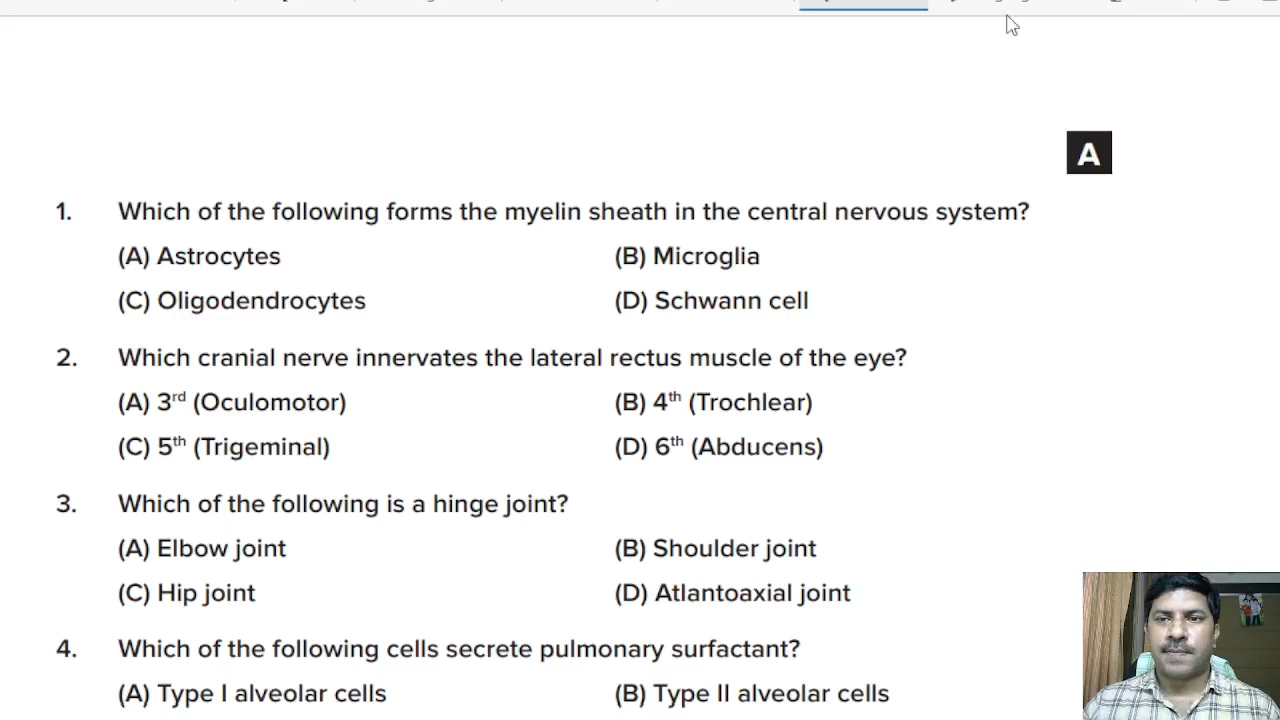 A
1. Which of the following forms the myelin sheath in the central nervous system?
(A) Astrocytes (B) Microglia
(C) Oligodendrocytes (D) Schwann cell
2. Which cranial nerve innervates the lateral rectus muscle of the eye?
(A) 3rd (Oculomotor) (B) 4th (Trochlear)
(C) 5th (Trigeminal) (D) 6th (Abducens)
3. Which of the following is a hinge joint?
(A) Elbow joint (B) Shoulder joint
(C) Hip joint (D) Atlantoaxial joint
4. Which of the following cells secrete pulmonary surfactant?
(A) Type I alveolar cells (B) Type II alveolar cells